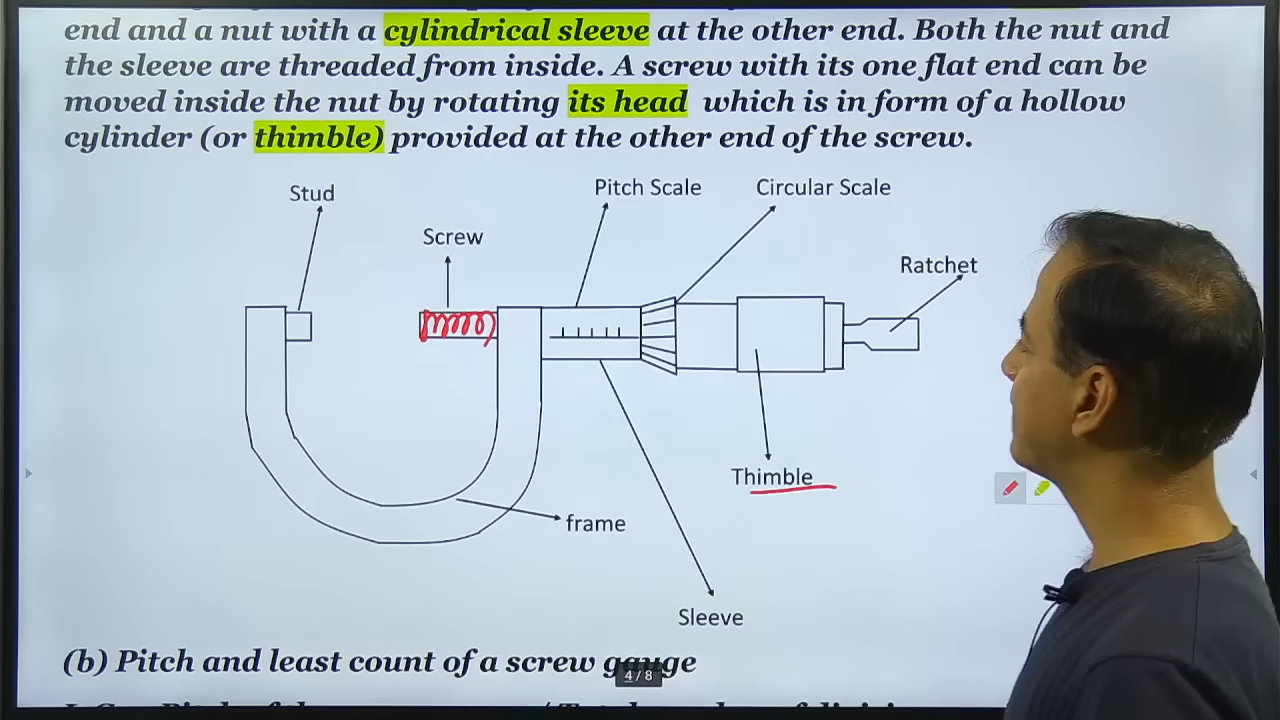 end and a nut with a cylindrical sleeve at the other end. Both the nut and
the sleeve are threaded from inside. A screw with its one flat end can be
moved inside the nut by rotating its head which is in form of a hollow
cylinder (or thimble) provided at the other end of the screw.
Stud
Pitch Scale
Circular Scale
Screw
Ratchet
Thimble
frame
Sleeve
(b) Pitch and least count of a screw gauge
4 / 8